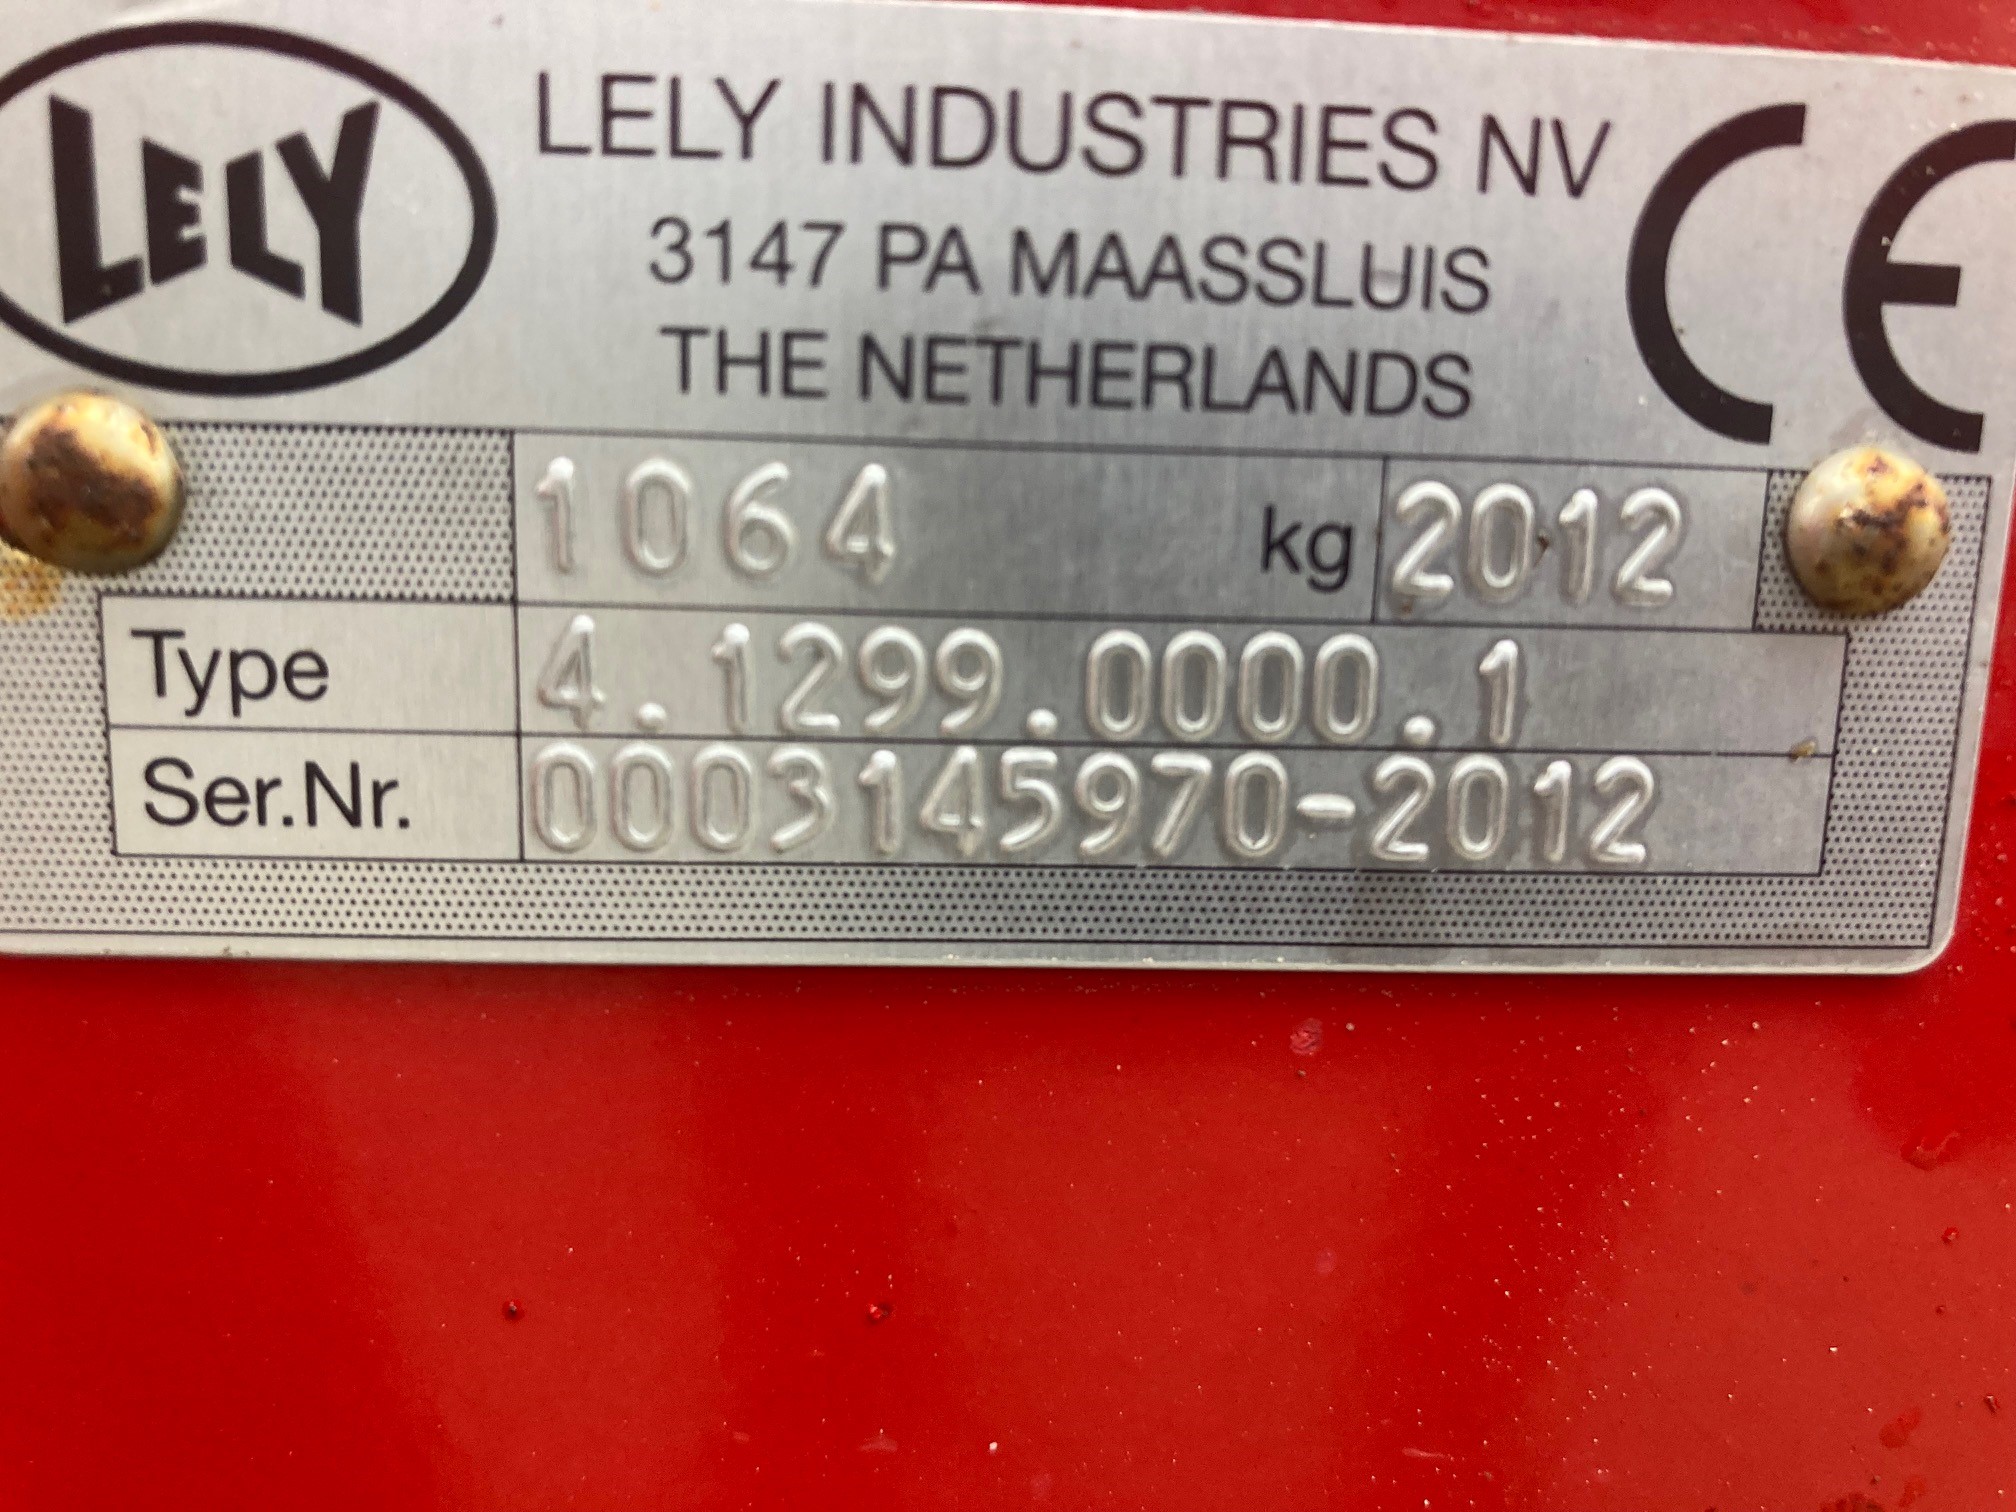 LELY
LELY INDUSTRIES NV
3147 PA MAASSLUIS
THE NETHERLANDS
CE
1064 kg 2012
Type 4.1299.0000.1
Ser.Nr. 0003145970-2012